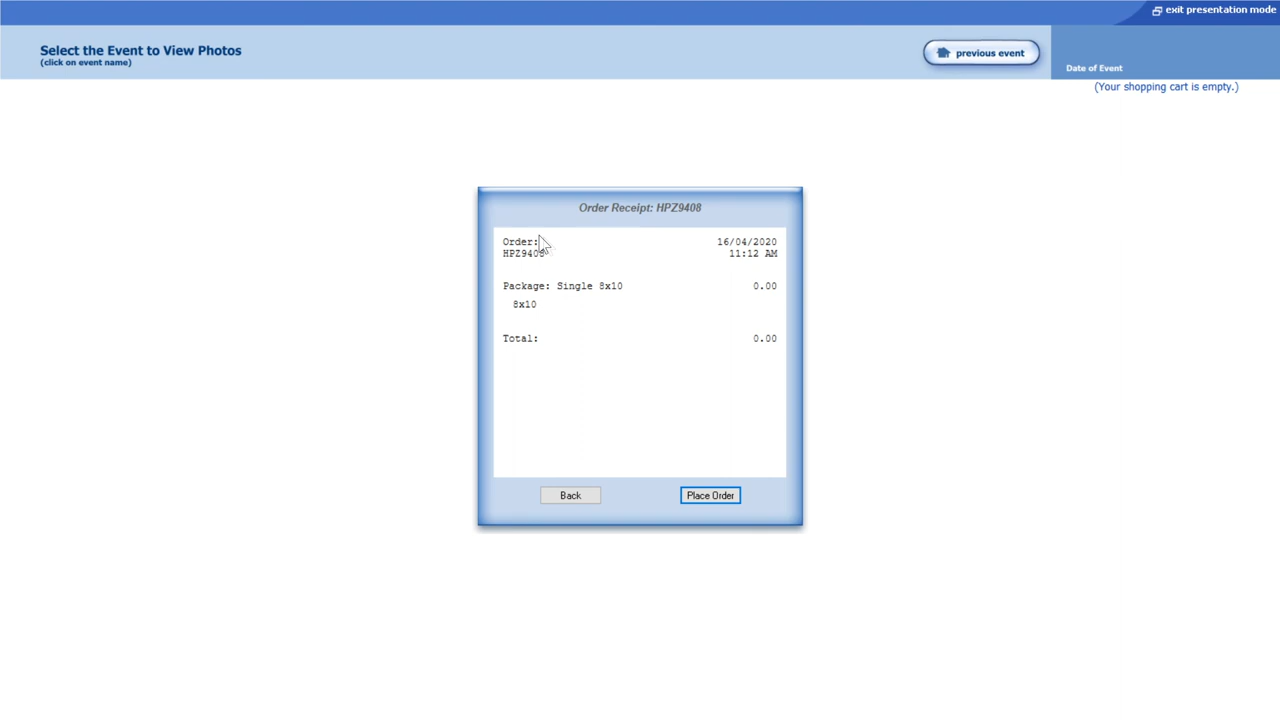 exit presentation mode
Select the Event to View Photos
(click on event name)
previous event
Date of Event
(Your shopping cart is empty.)
Order Receipt: HPZ9408
Order: 16/04/2020
HPZ9408 11:12 AM
Package: Single 8x10 0.00
8x10
Total: 0.00
Back Place Order